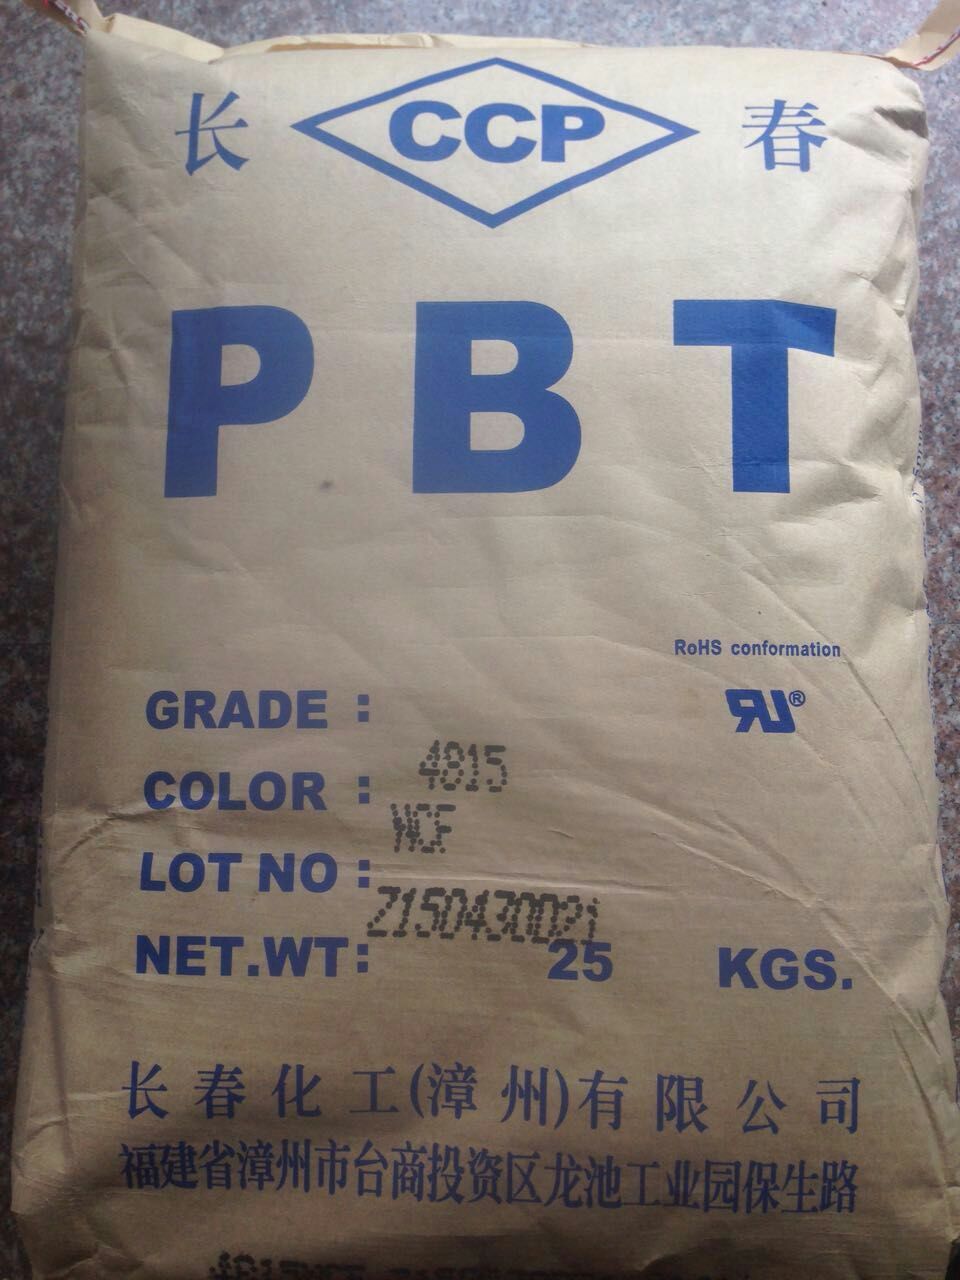 长 CCP 春
PBT
RoHS conformation
GRADE :
4815
COLOR :
LOT NO :
Z150430021
NET.WT: 25 KGS.
长春化工(漳州)有限公司
福建省漳州市台商投资区龙池工业园保生路